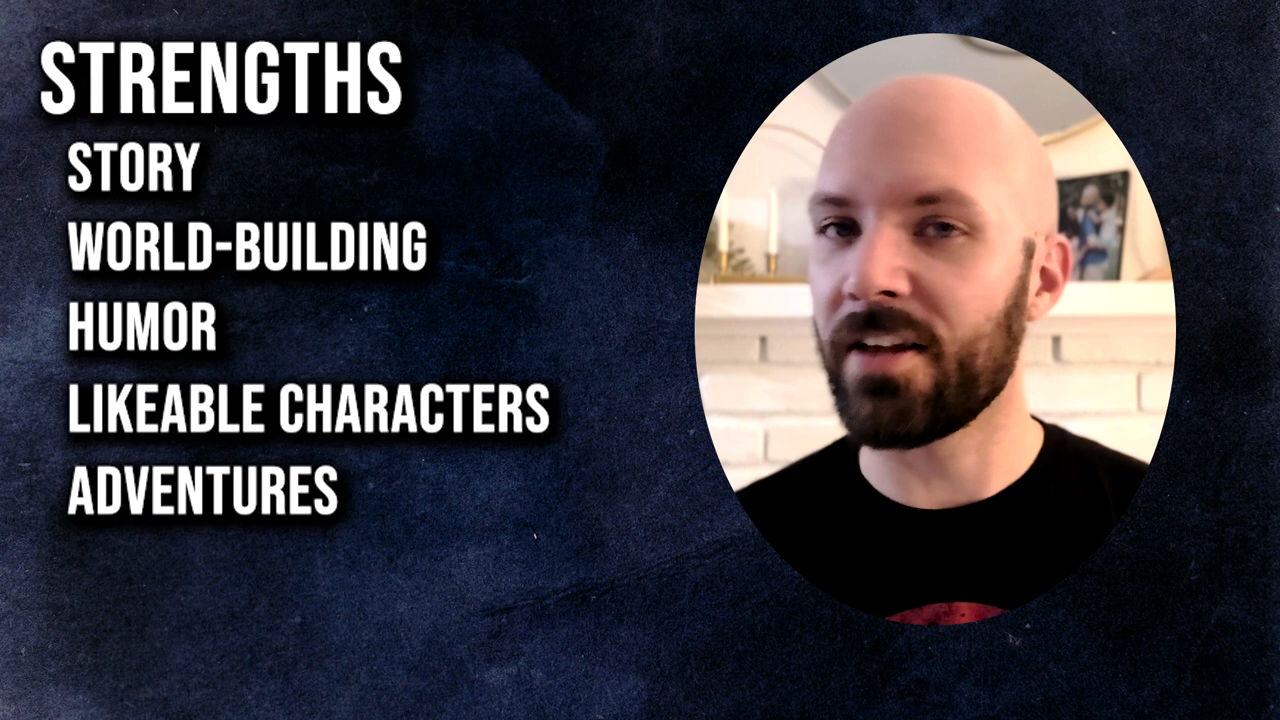 STRENGTHS
STORY
WORLD-BUILDING
HUMOR
LIKEABLE CHARACTERS
ADVENTURES